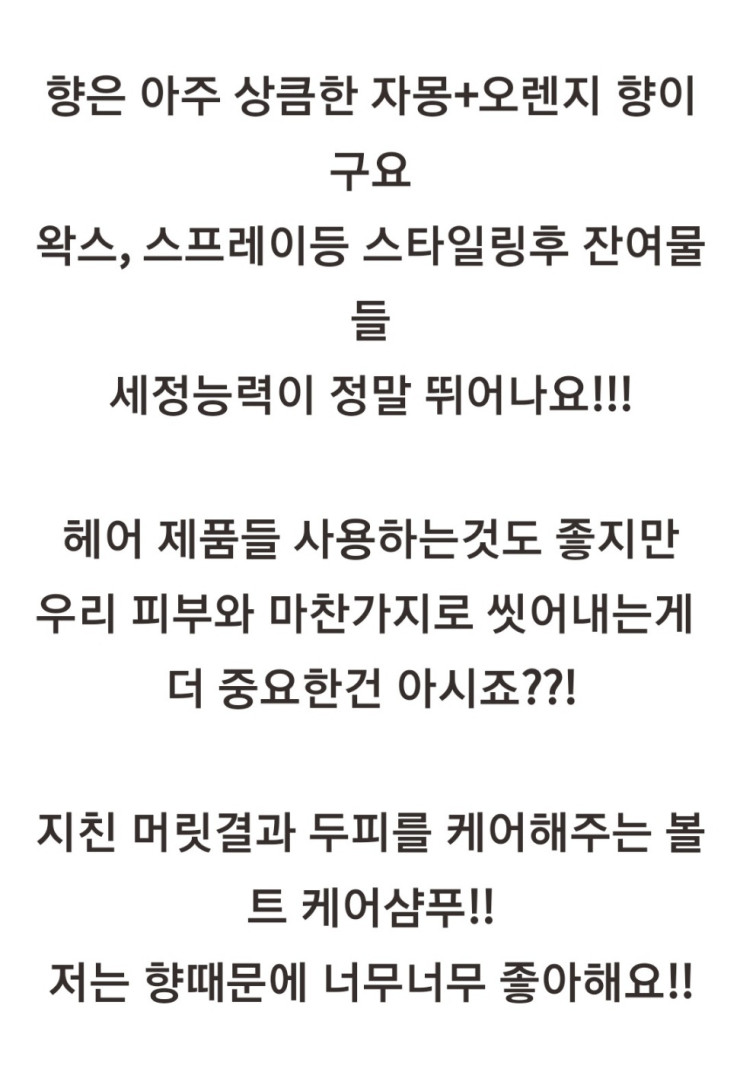 향은 아주 상큼한 자몽+오렌지 향이
구요
왁스, 스프레이등 스타일링후 잔여물
들
세정능력이 정말 뛰어나요!!!
헤어 제품들 사용하는것도 좋지만
우리 피부와 마찬가지로 씻어내는게
더 중요한건 아시죠??!
지친 머릿결과 두피를 케어해주는 볼
트 케어샴푸!!
저는 향때문에 너무너무 좋아해요!!